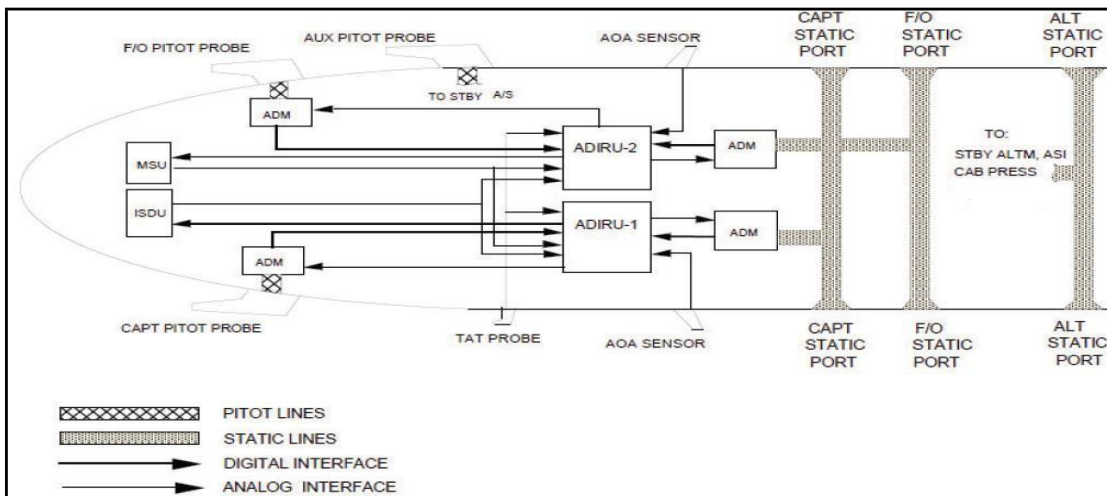 CAPT
STATIC
PORT
F/O
STATIC
PORT
ALT
STATIC
PORT
F/O PITOT PROBE
AUX PITOT PROBE
AOA SENSOR
TO STBY A/S
ADM
MSU
ISDU
ADIRU-2
ADM
TO:
STBY ALTM, ASI
CAB PRESS
ADIRU-1
ADM
ADM
CAPT PITOT PROBE
TAT PROBE
AOA SENSOR
CAPT
STATIC
PORT
F/O
STATIC
PORT
ALT
STATIC
PORT
PITOT LINES
STATIC LINES
DIGITAL INTERFACE
ANALOG INTERFACE